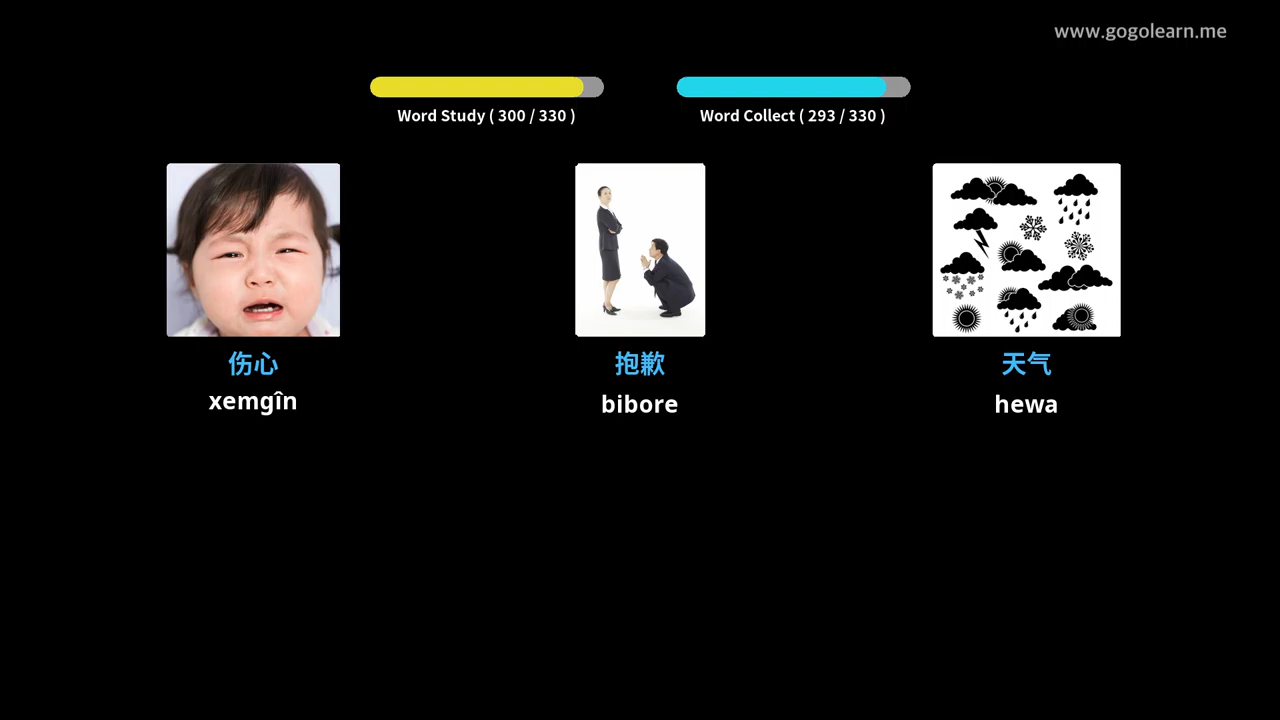 www.gogolearn.me
Word Study ( 300 / 330 )
Word Collect ( 293 / 330 )
伤心
抱歉
天气
xemgîn
bibore
hewa